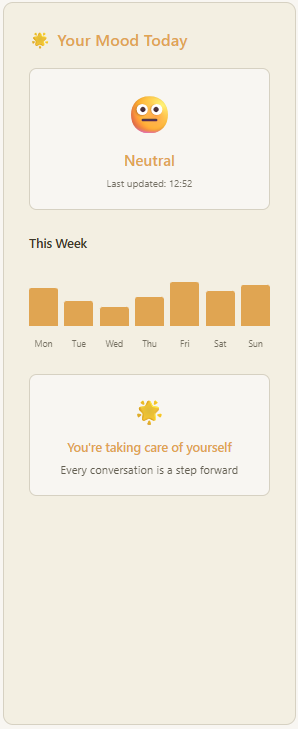 Your Mood Today
Neutral
Last updated: 12:52
This Week
Mon Tue Wed Thu Fri Sat Sun
You're taking care of yourself
Every conversation is a step forward